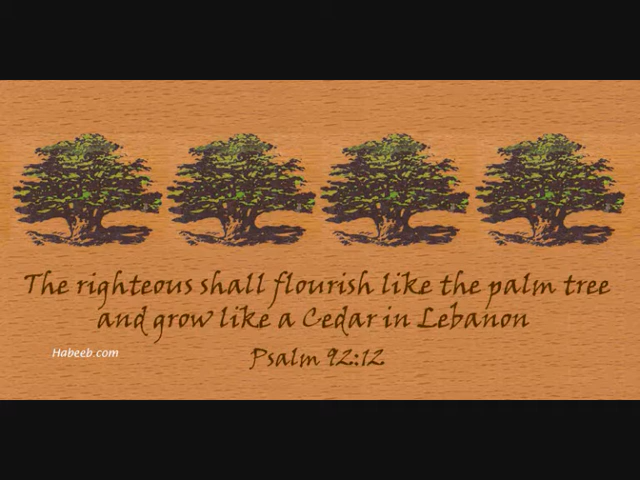 The righteous shall flourish like the palm tree
and grow like a Cedar in Lebanon
Habeeb.com
Psalm 92:12